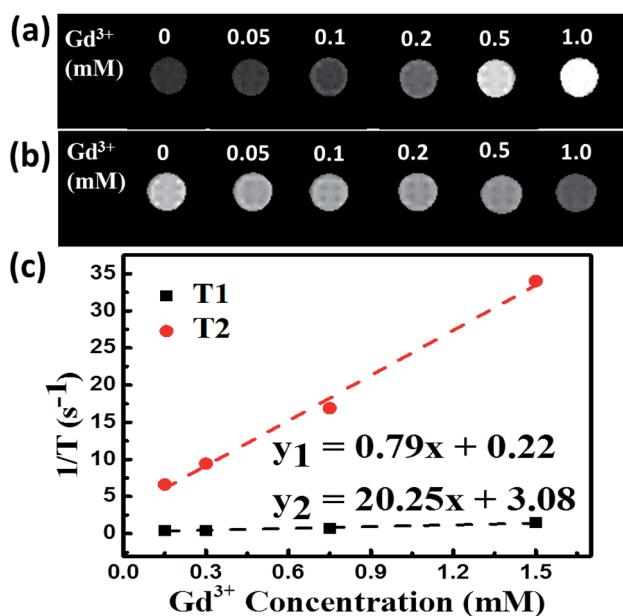 (a)
Gd³⁺ 0 0.05 0.1 0.2 0.5 1.0
(mM)
(b)
Gd³⁺ 0 0.05 0.1 0.2 0.5 1.0
(mM)
(c)
35
30
25
20
15
10
5
0
1/T (s⁻¹)
T1
T2
y₁ = 0.79x + 0.22
y₂ = 20.25x + 3.08
0.0 0.3 0.6 0.9 1.2 1.5
Gd³⁺ Concentration (mM)